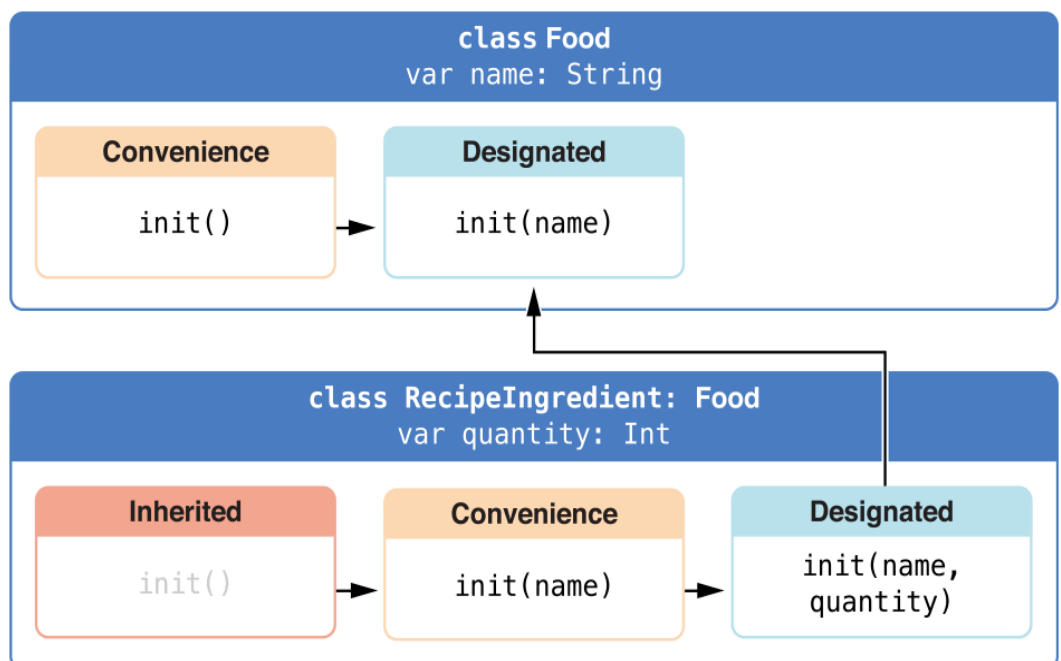 class Food
var name: String
Convenience
Designated
init()
init(name)
class RecipeIngredient: Food
var quantity: Int
Inherited
Convenience
Designated
init()
init(name)
init(name,
quantity)